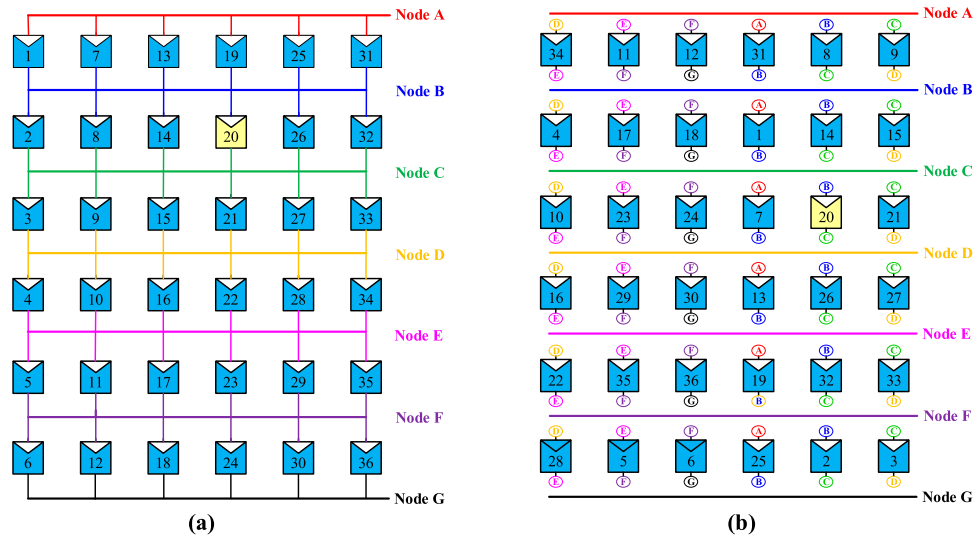 Node A
1 7 13 19 25 31
Node B
2 8 14 20 26 32
Node C
3 9 15 21 27 33
Node D
4 10 16 22 28 34
Node E
5 11 17 23 29 35
Node F
6 12 18 24 30 36
Node G
(a)
Node A
D E F A B C
34 11 12 31 8 9
E F G B C D
Node B
D E F A B C
4 17 18 1 14 15
E F G B C D
Node C
D E F A B C
10 23 24 7 20 21
E F G B C D
Node D
D E F A B C
16 29 30 13 26 27
E F G B C D
Node E
D E F A B C
22 35 36 19 32 33
E F G B C D
Node F
D E F A B C
28 5 6 25 2 3
E F G B C D
Node G
(b)